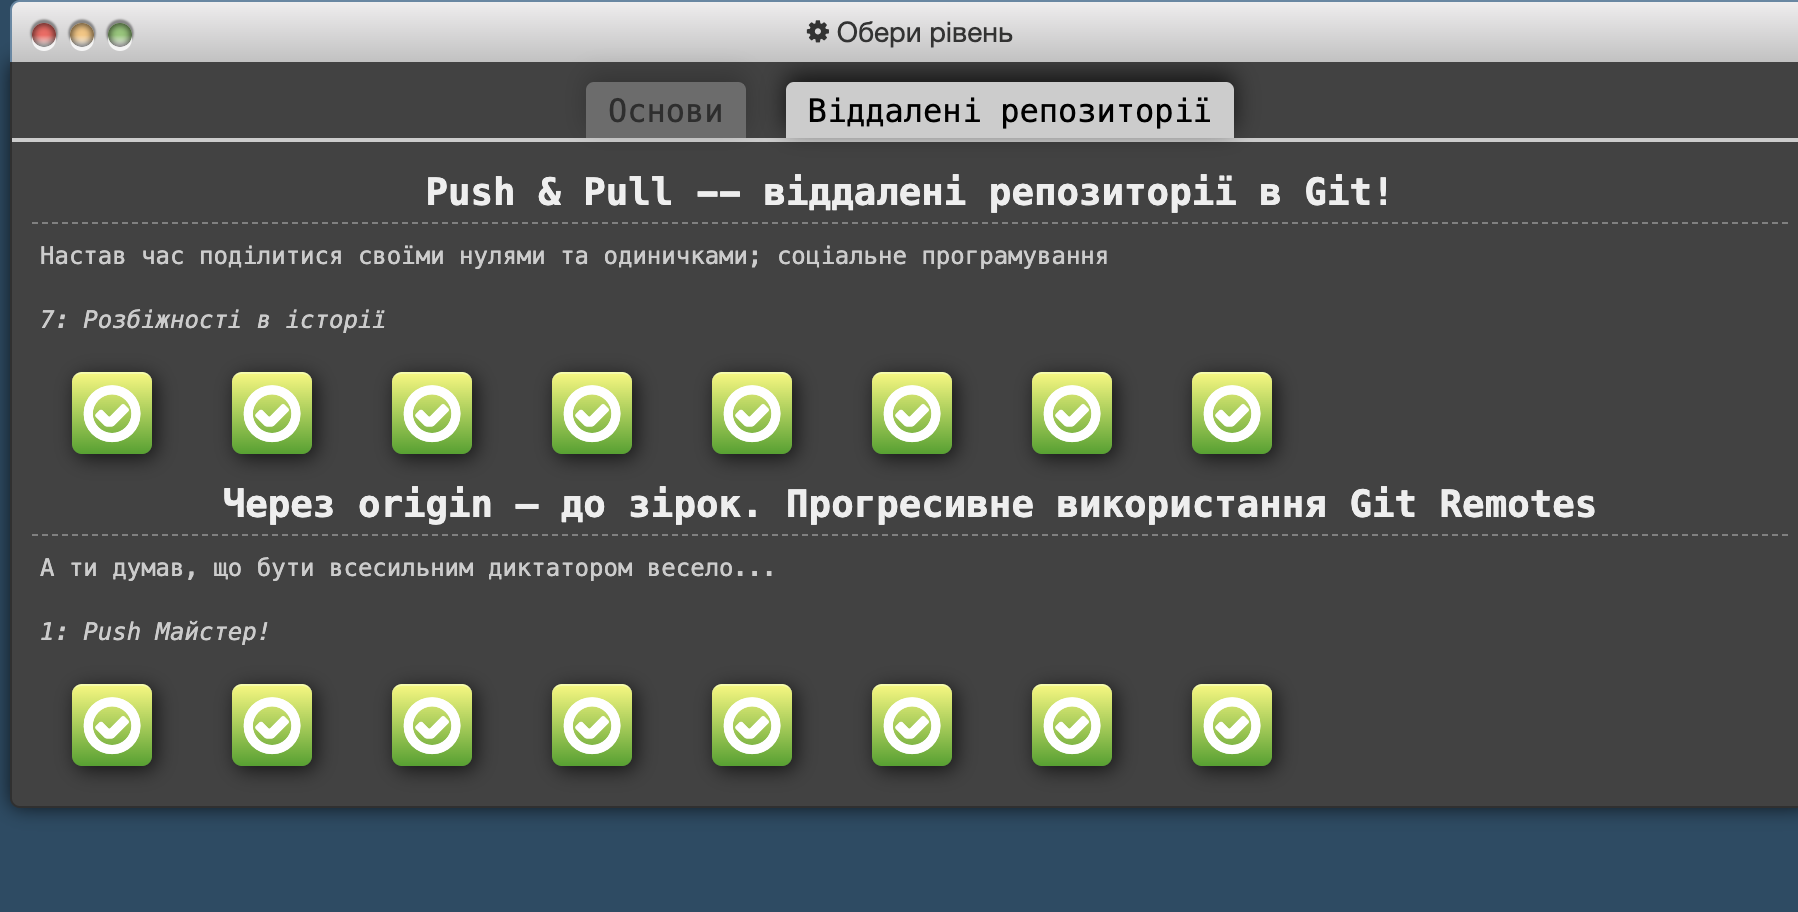 Обери рівень
Основи Віддалені репозиторії
Push & Pull –– віддалені репозиторії в Git!
Настав час поділитися своїми нулями та одиничками; соціальне програмування
7: Розбіжності в історії
Через origin – до зірок. Прогресивне використання Git Remotes
А ти думав, що бути всесильним диктатором весело...
1: Push Майстер!